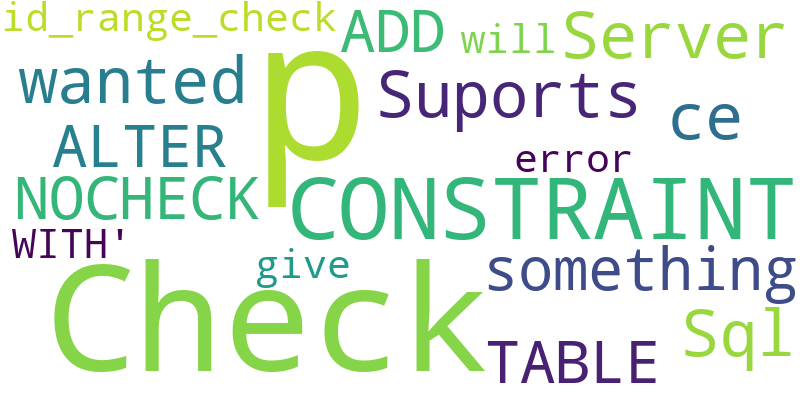 id_range_check ADD will Server
wanted p Suports ce
ALTER error
NOCHECK CONSTRAINT
WITH' give something
Check TABLE Sql